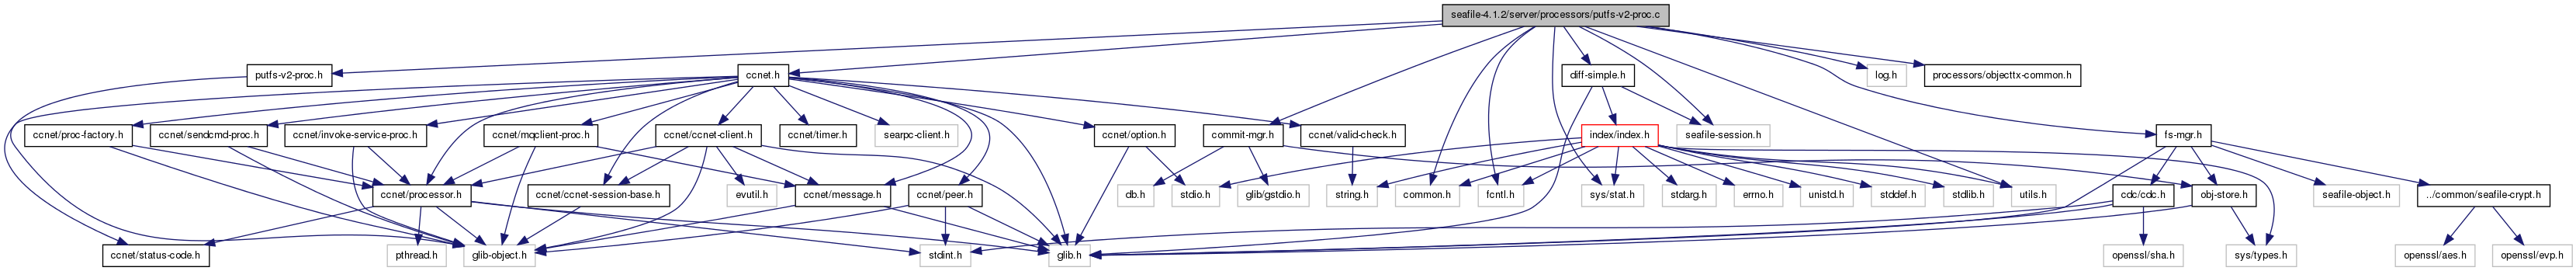 seafile-4.1.2/server/processors/putfs-v2-proc.c
putfs-v2-proc.h
ccnet.h
diff-simple.h
log.h
processors/objecttx-common.h
ccnet/proc-factory.h
ccnet/sendcmd-proc.h
ccnet/invoke-service-proc.h
ccnet/mqclient-proc.h
ccnet/ccnet-client.h
ccnet/timer.h
searpc-client.h
ccnet/option.h
commit-mgr.h
ccnet/valid-check.h
index/index.h
seafile-session.h
fs-mgr.h
ccnet/processor.h
ccnet/ccnet-session-base.h
evutil.h
ccnet/message.h
ccnet/peer.h
db.h
stdio.h
glib/gstdio.h
string.h
common.h
fcntl.h
sys/stat.h
stdarg.h
errno.h
unistd.h
stddef.h
stdlib.h
utils.h
cdc/cdc.h
obj-store.h
seafile-object.h
.../common/seafile-crypt.h
ccnet/status-code.h
pthread.h
glib-object.h
stdint.h
glib.h
openssl/sha.h
sys/types.h
openssl/aes.h
openssl/evp.h